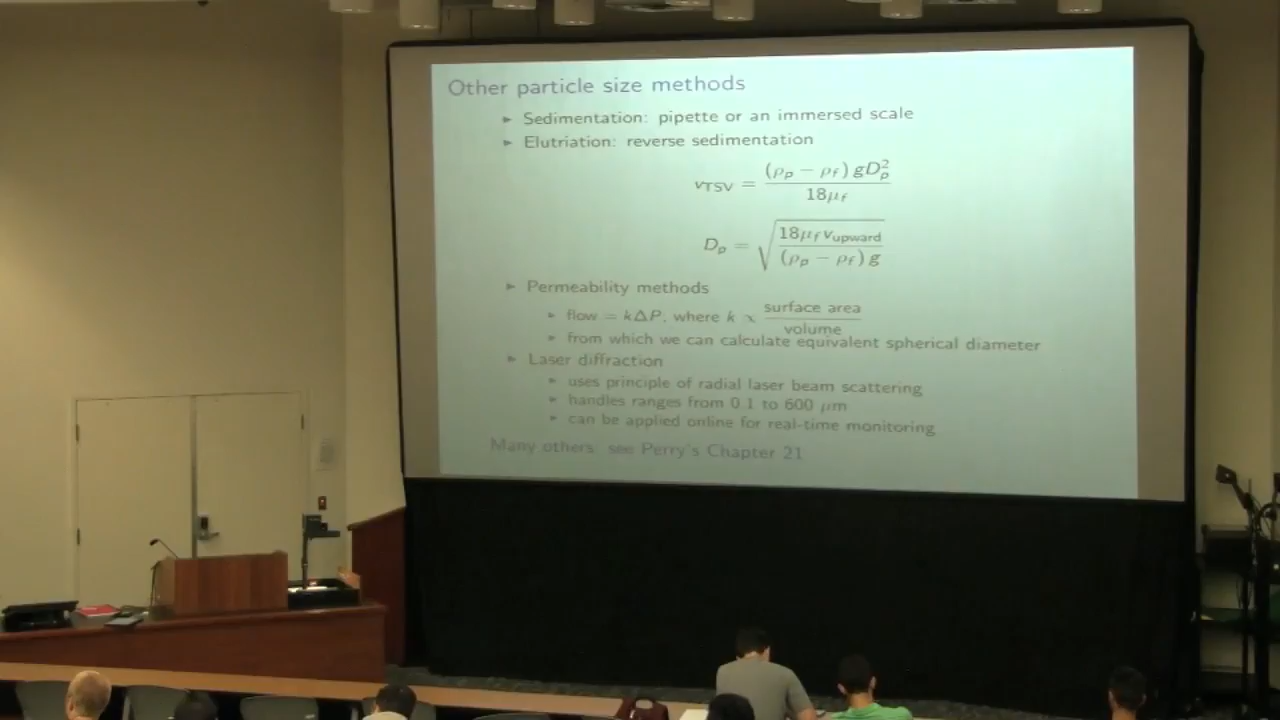 Other particle size methods
► Sedimentation: pipette or an immersed scale
► Elutriation: reverse sedimentation
v_TSV = (ρ_p − ρ_f) g D_p^2 / 18μ_f
D_p = √(18μ_f v_upward / (ρ_p − ρ_f) g)
► Permeability methods
► flow = kΔP, where k ∝ surface area / volume
► from which we can calculate equivalent spherical diameter
► Laser diffraction
► uses principle of radial laser beam scattering
► handles ranges from 0.1 to 600 μm
► can be applied online for real-time monitoring
Many others: see Perry's Chapter 21